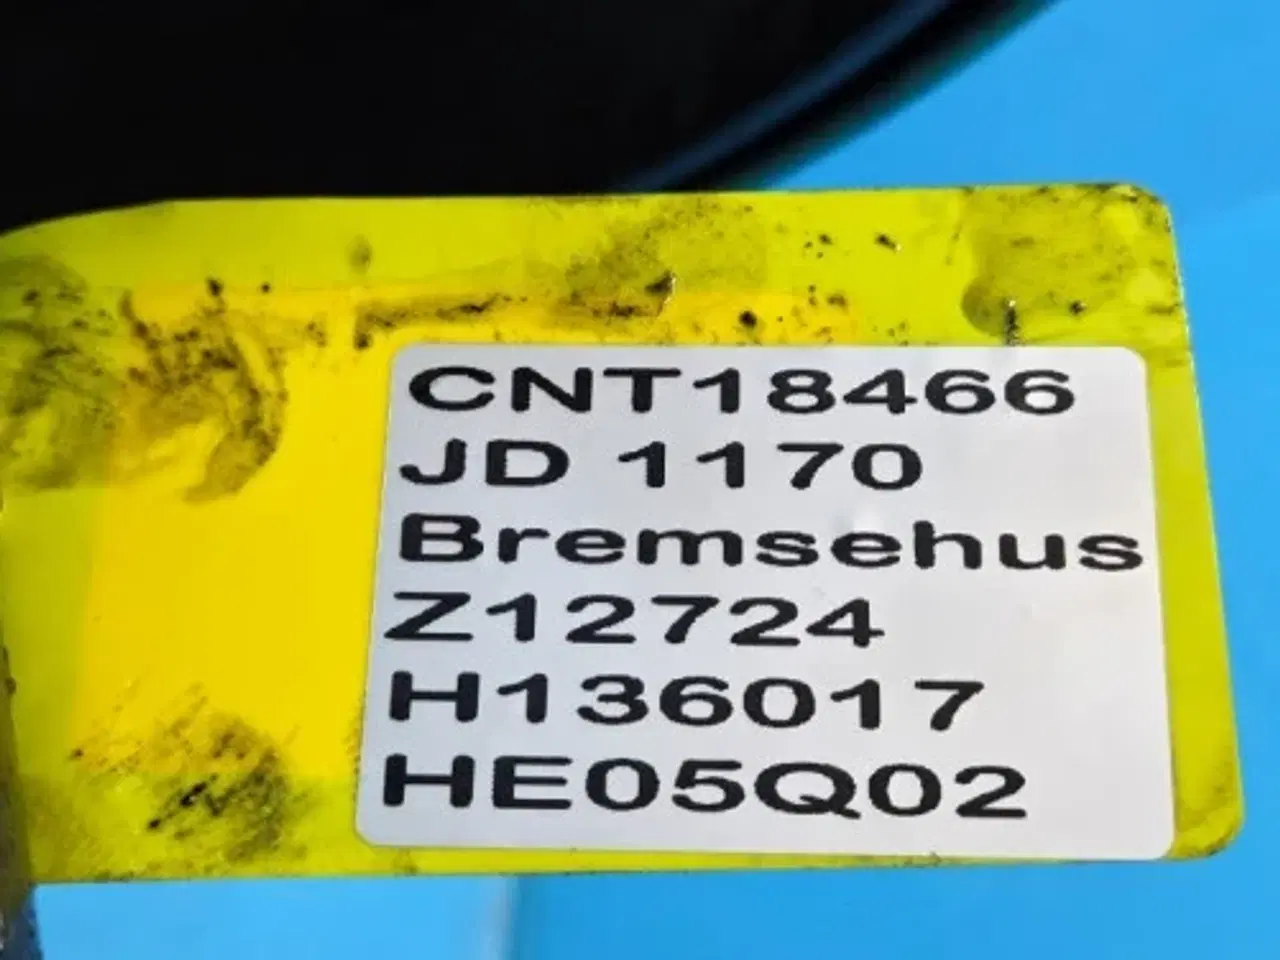 CNT18466
JD 1170
Bremsehus
Z12724
H136017
HE05Q02